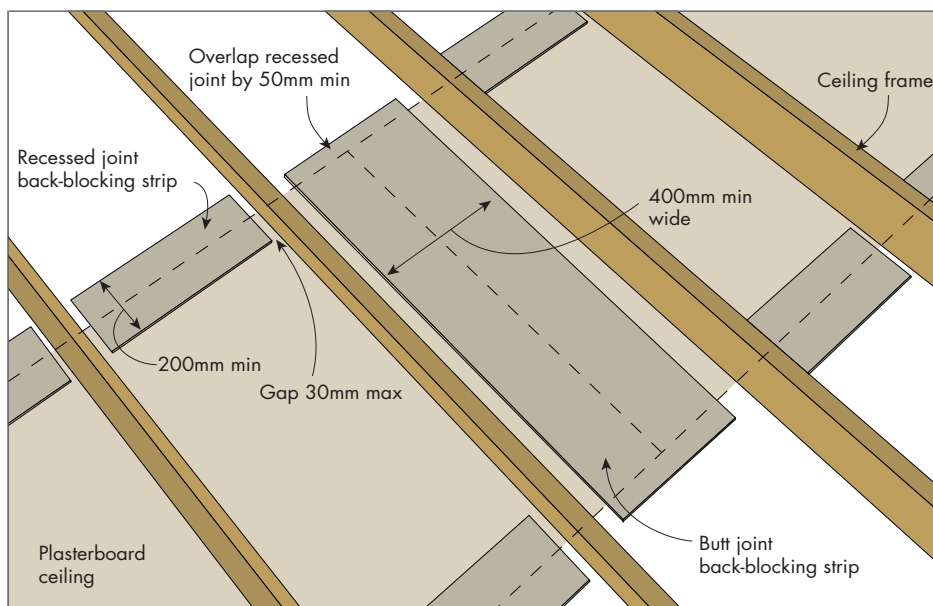 Overlap recessed
joint by 50mm min
Ceiling frame
Recessed joint
back-blocking strip
400mm min
wide
200mm min
Gap 30mm max
Butt joint
back-blocking strip
Plasterboard
ceiling